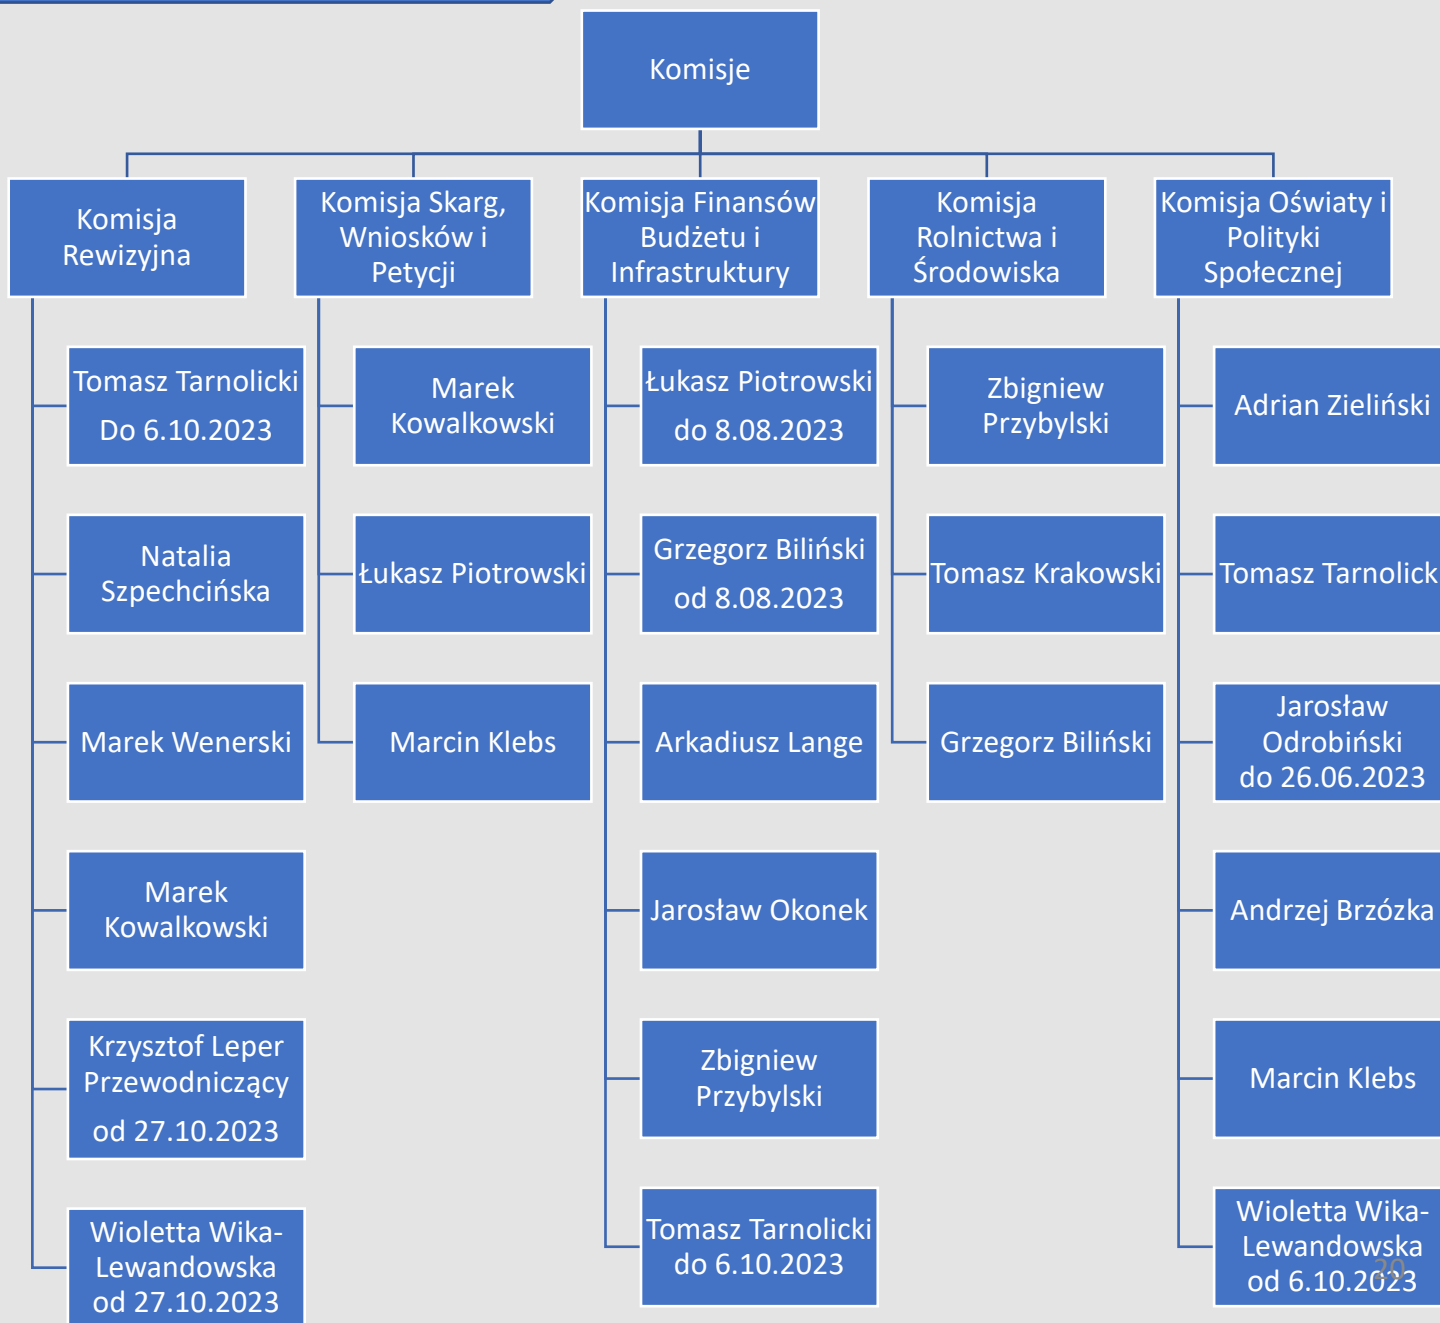 Komisje
Komisja
Rewizyjna
Tomasz Tarnolicki
Do 6.10.2023
Natalia
Szpechcińska
Marek Wenerski
Marek
Kowalkowski
Krzysztof Leper
Przewodniczący
od 27.10.2023
Wioletta Wika-
Lewandowska
od 27.10.2023
Komisja Skarg,
Wniosków i
Petycji
Marek
Kowalkowski
Łukasz Piotrowski
Marcin Klebs
Komisja Finansów
Budżetu i
Infrastruktury
Łukasz Piotrowski
do 8.08.2023
Grzegorz Biliński
od 8.08.2023
Arkadiusz Lange
Jarosław Okonek
Zbigniew
Przybylski
Tomasz Tarnolicki
do 6.10.2023
Komisja
Rolnictwa i
Środowiska
Zbigniew
Przybylski
Tomasz Krakowski
Grzegorz Biliński
Komisja Oświaty i
Polityki
Społecznej
Adrian Zieliński
Tomasz Tarnolick
Jarosław
Odrobiński
do 26.06.2023
Andrzej Brzózka
Marcin Klebs
Wioletta Wika-
Lewandowska
od 6.10.2023
20